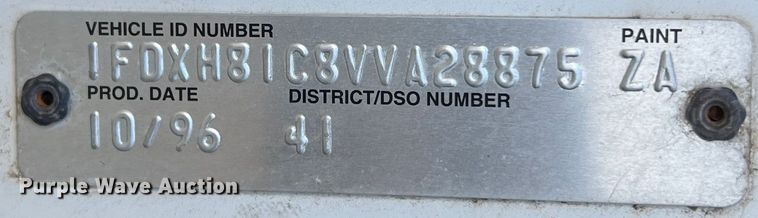 VEHICLE ID NUMBER PAINT
1FDXH81C8VVA28875 ZA
PROD. DATE DISTRICT/DSO NUMBER
10/96 41
Purple Wave Auction